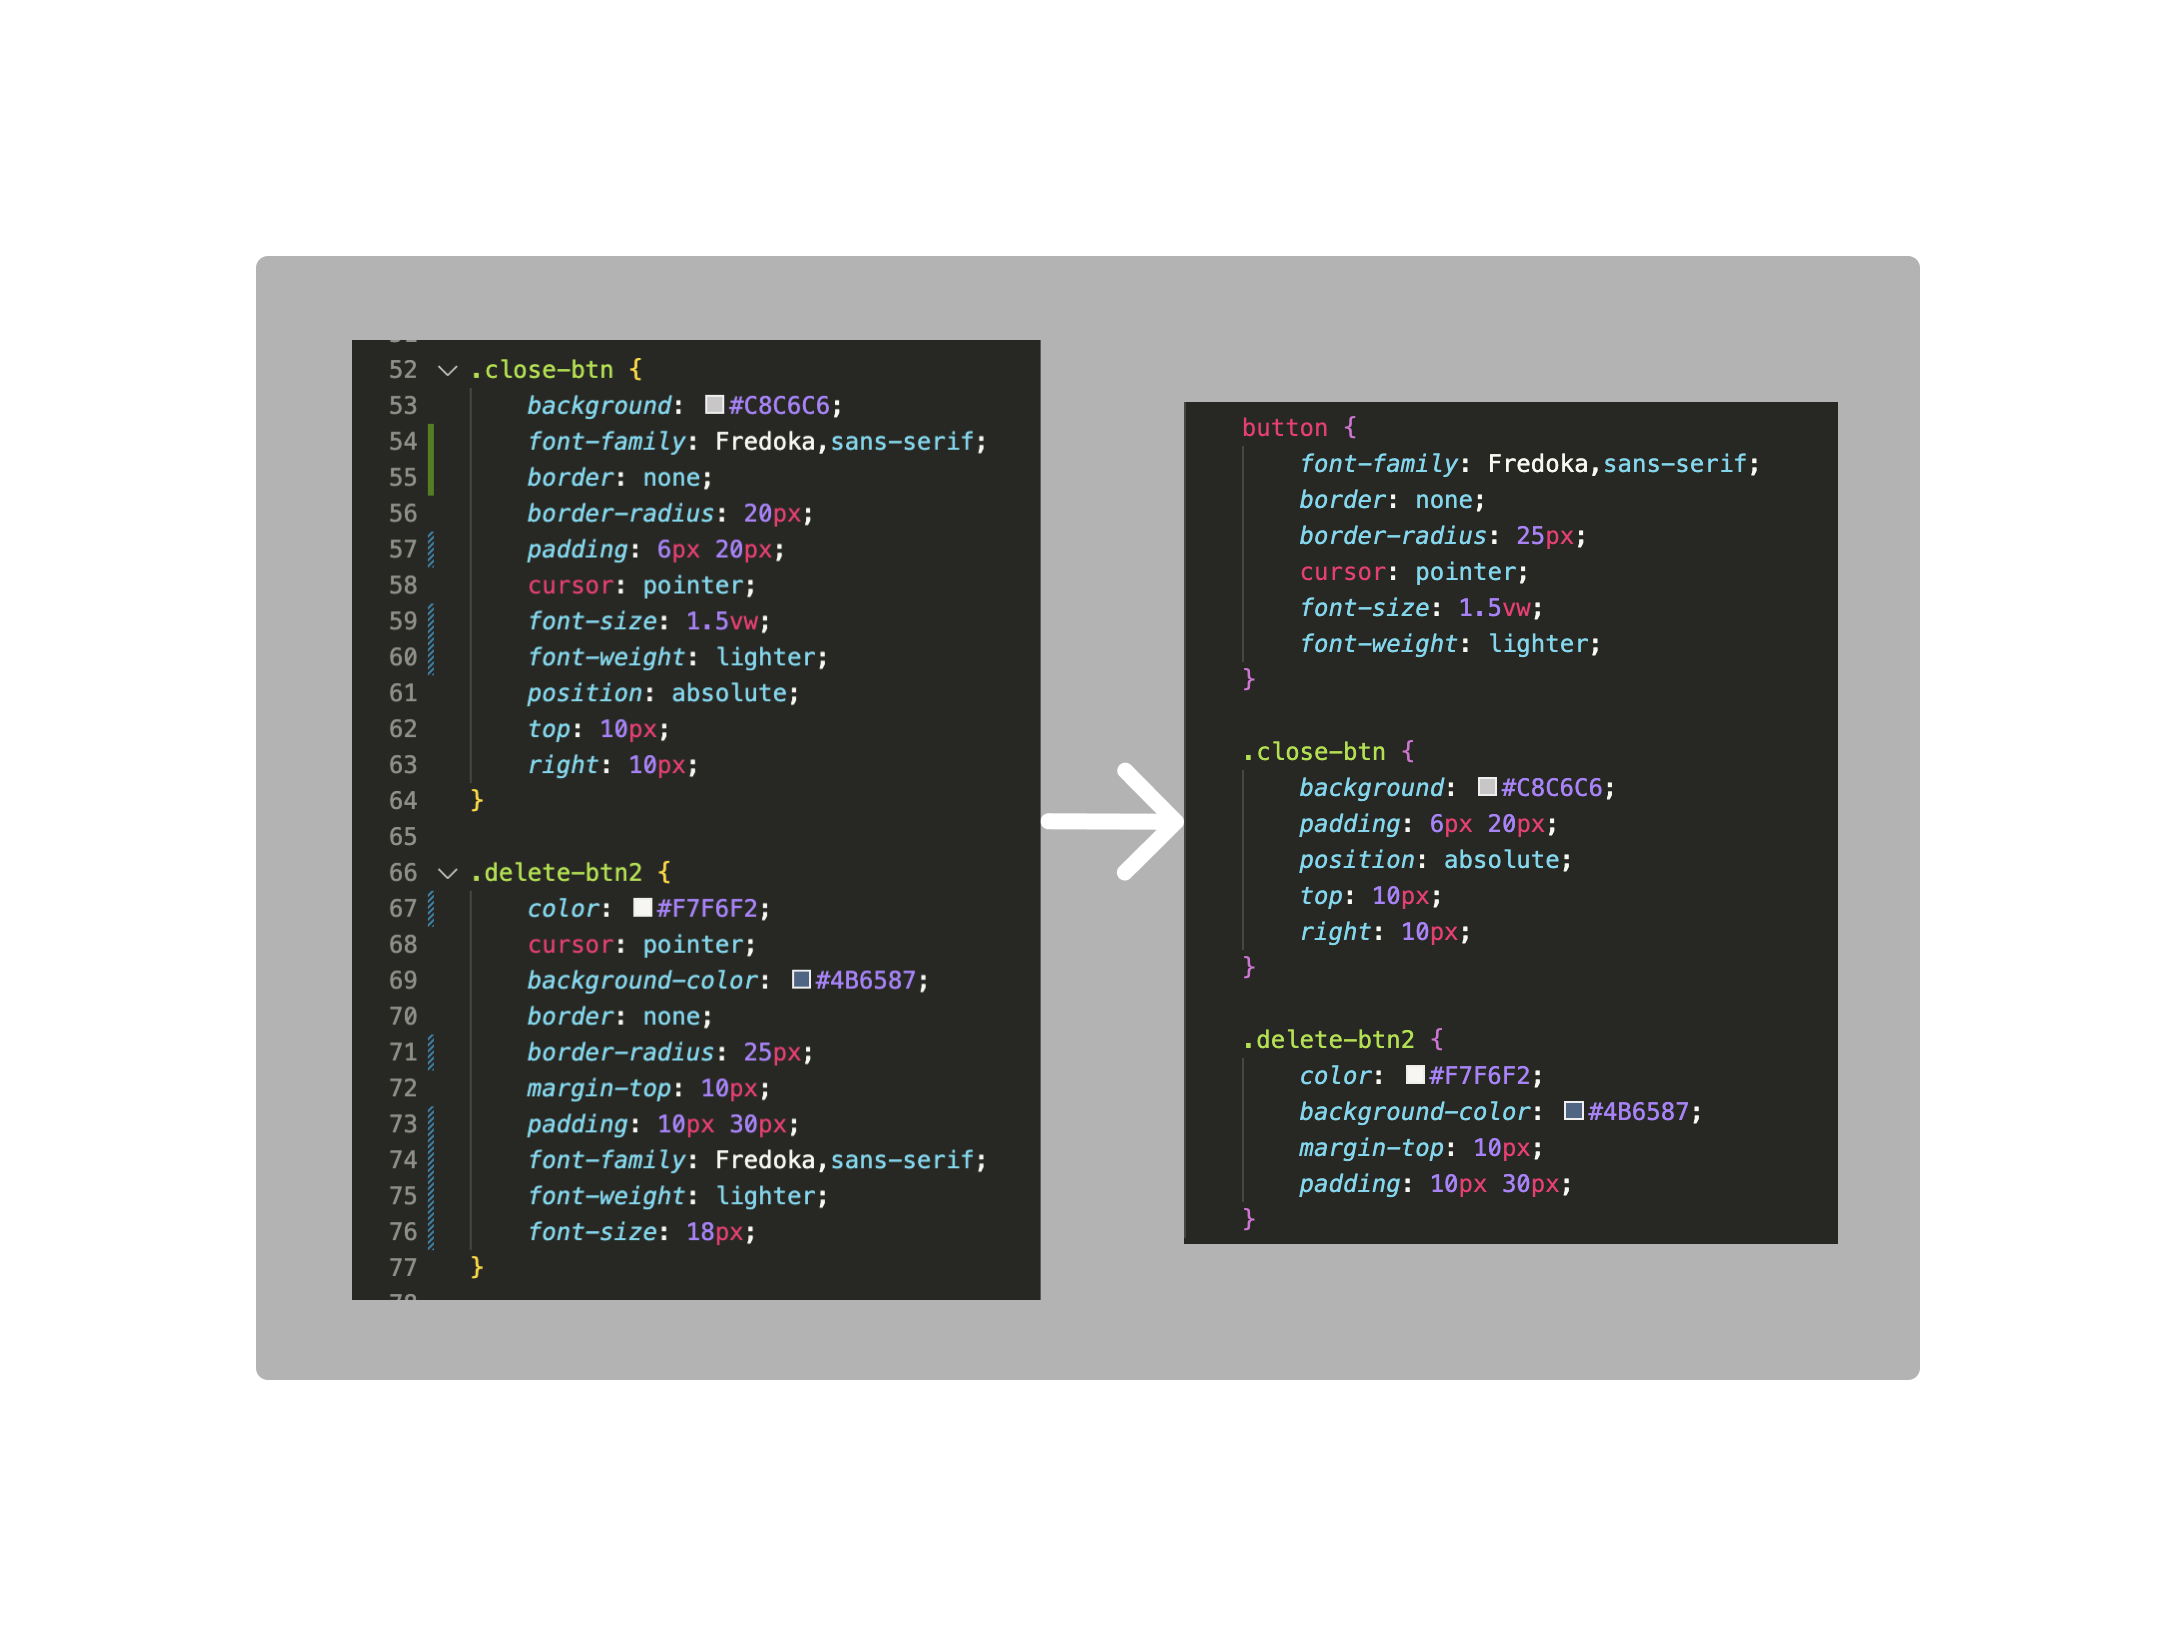 52 .close-btn {
53 background: #C8C6C6;
54 font-family: Fredoka,sans-serif;
55 border: none;
56 border-radius: 20px;
57 padding: 6px 20px;
58 cursor: pointer;
59 font-size: 1.5vw;
60 font-weight: lighter;
61 position: absolute;
62 top: 10px;
63 right: 10px;
64 }
65
66 .delete-btn2 {
67 color: #F7F6F2;
68 cursor: pointer;
69 background-color: #4B6587;
70 border: none;
71 border-radius: 25px;
72 margin-top: 10px;
73 padding: 10px 30px;
74 font-family: Fredoka,sans-serif;
75 font-weight: lighter;
76 font-size: 18px;
77 }
button {
font-family: Fredoka,sans-serif;
border: none;
border-radius: 25px;
cursor: pointer;
font-size: 1.5vw;
font-weight: lighter;
}
.close-btn {
background: #C8C6C6;
padding: 6px 20px;
position: absolute;
top: 10px;
right: 10px;
}
.delete-btn2 {
color: #F7F6F2;
background-color: #4B6587;
margin-top: 10px;
padding: 10px 30px;
}